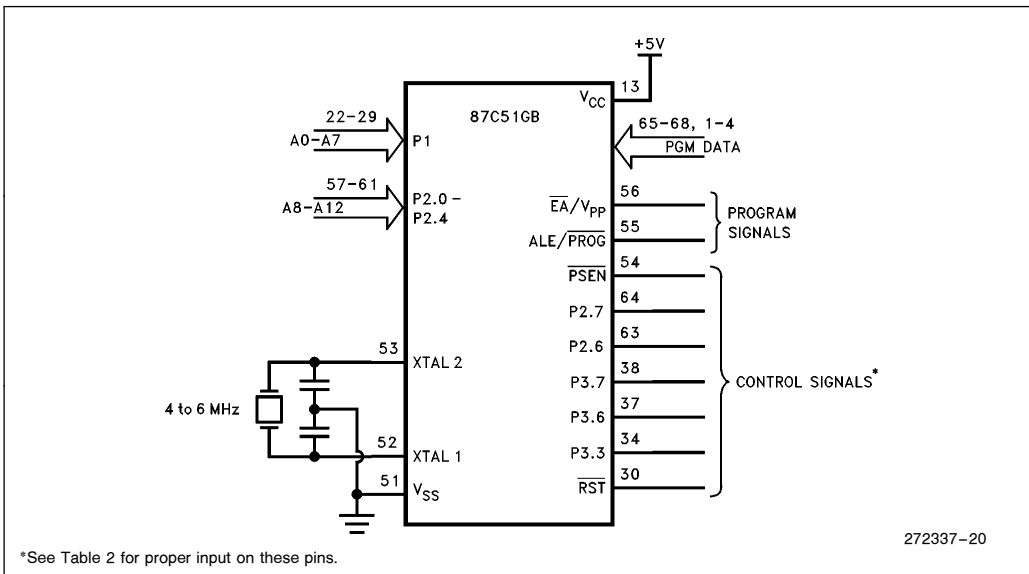 +5V
13
VCC
87C51GB
22-29
A0-A7
P1
65-68, 1-4
PGM DATA
57-61
A8-A12
P2.0-
P2.4
56
EA/VPP
PROGRAM
SIGNALS
55
ALE/PROG
54
PSEN
64
P2.7
63
P2.6
53
XTAL 2
38
P3.7
CONTROL SIGNALS*
4 to 6 MHz
37
P3.6
52
XTAL 1
34
P3.3
51
VSS
30
RST
272337-20
*See Table 2 for proper input on these pins.